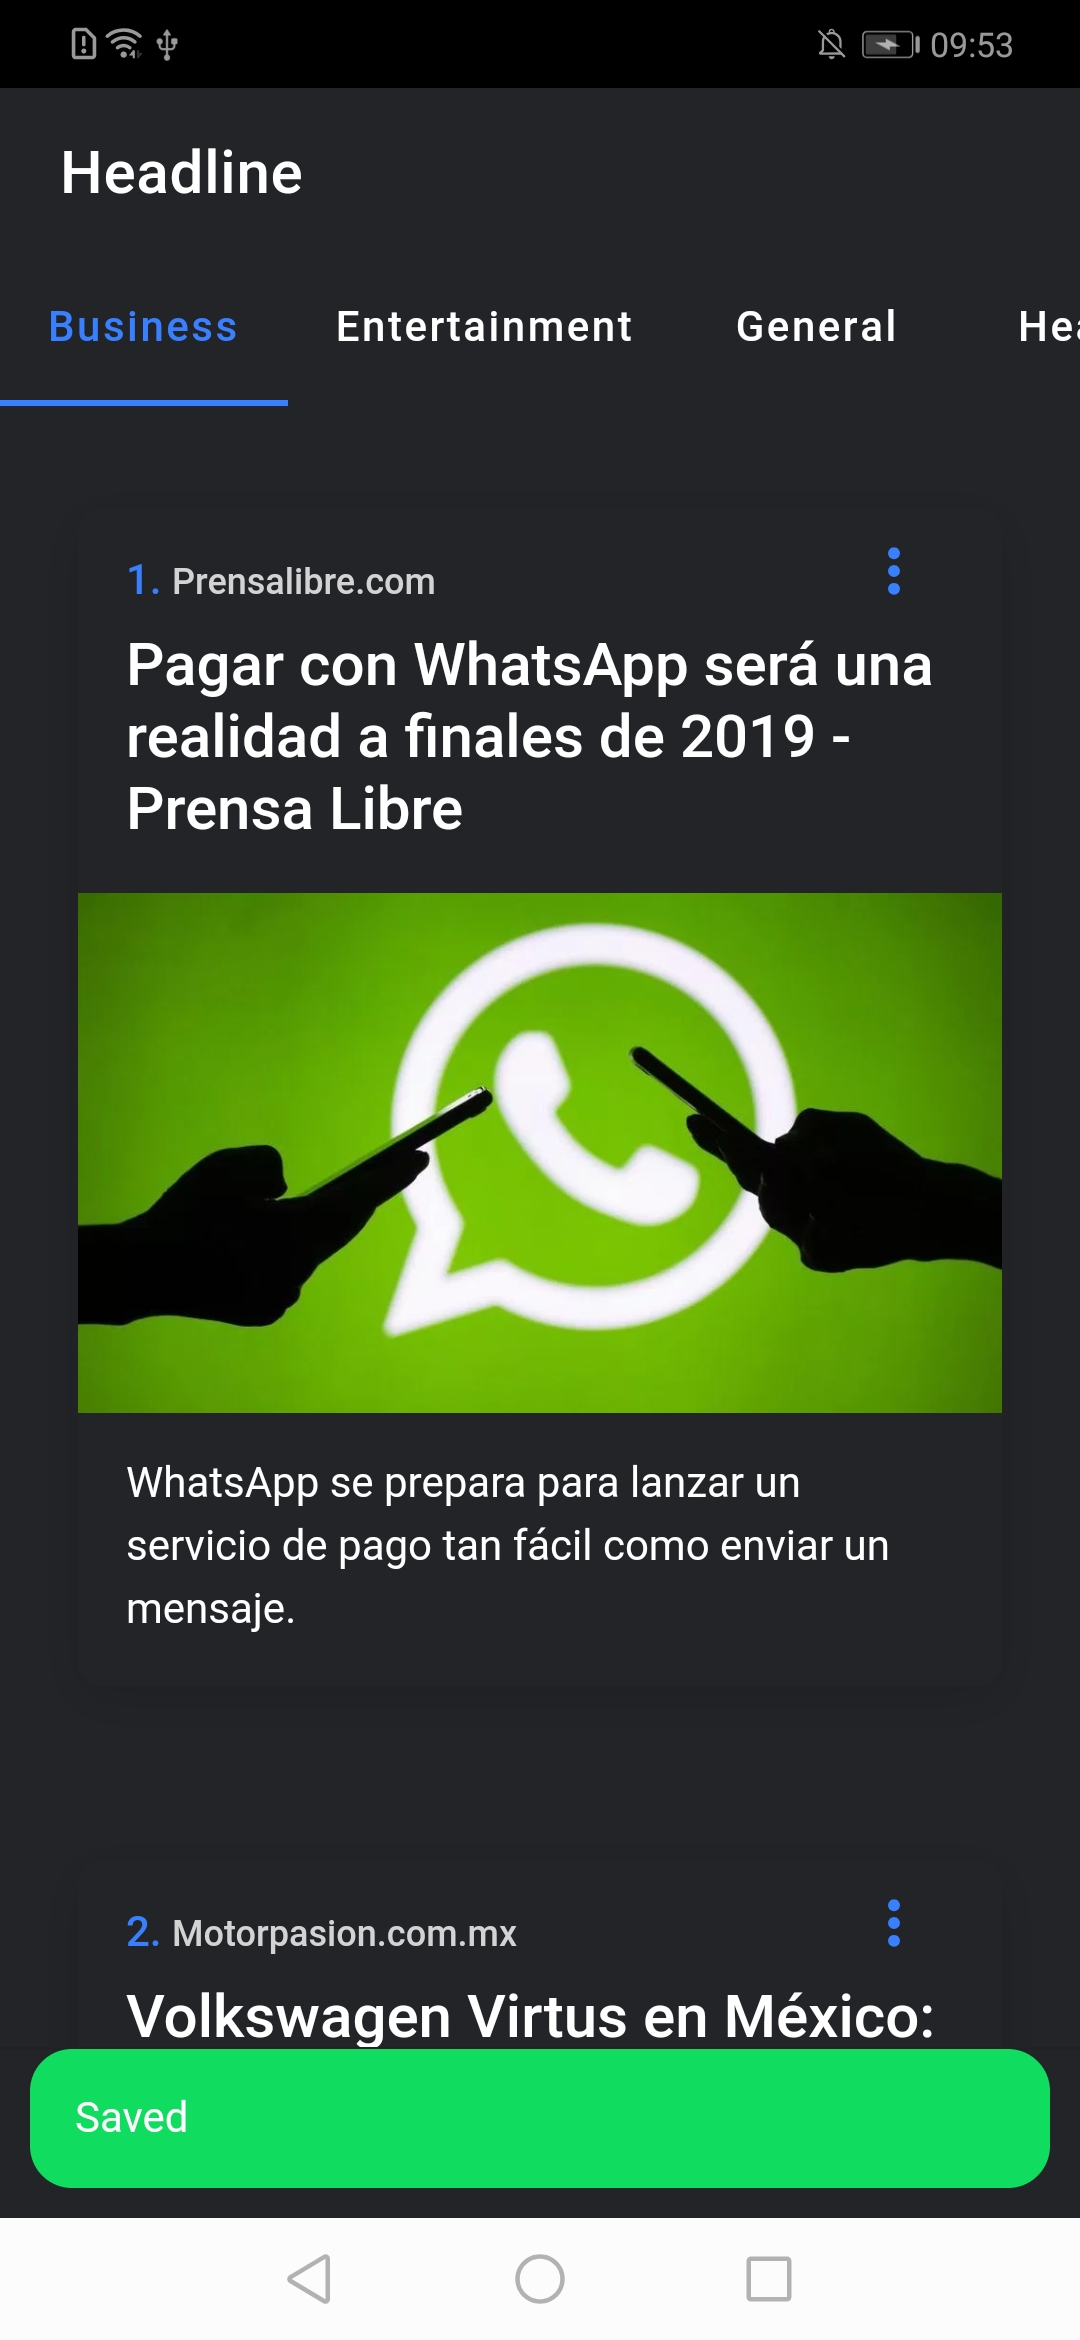 09:53
Headline
Business Entertainment General Hea
1. Prensalibre.com
Pagar con WhatsApp será una
realidad a finales de 2019 -
Prensa Libre
WhatsApp se prepara para lanzar un
servicio de pago tan fácil como enviar un
mensaje.
2. Motorpasion.com.mx
Volkswagen Virtus en México:
Saved